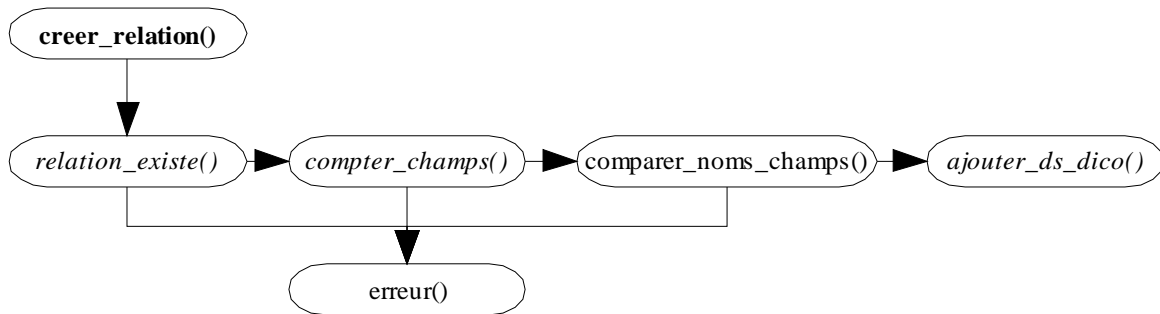 creer_relation()
relation_existe()
compter_champs()
comparer_noms_champs()
ajouter_ds_dico()
erreur()